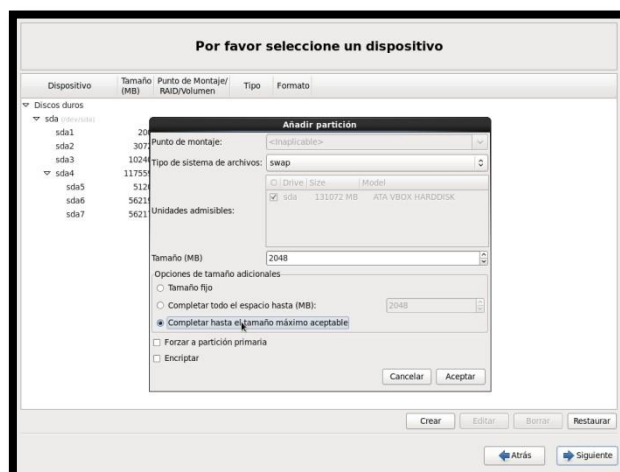 Por favor seleccione un dispositivo
Dispositivo Tamaño (MB) Punto de Montaje/ RAID/Volumen Tipo Formato
Discos duros
sda (/dev/sda)
sda1
sda2
sda3
sda4
sda5
sda6
sda7
Añadir partición
Punto de montaje: <Inaplicable>
Tipo de sistema de archivos: swap
Drive Size Model
sda 131072 MB ATA VBOX HARDDISK
Unidades admisibles:
Tamaño (MB) 2048
Opciones de tamaño adicionales
Tamaño fijo
Completar todo el espacio hasta (MB): 2048
Completar hasta el tamaño máximo aceptable
Forzar a partición primaria
Encriptar
Cancelar Aceptar
Crear Editar Borrar Restaurar
Atrás Siguiente